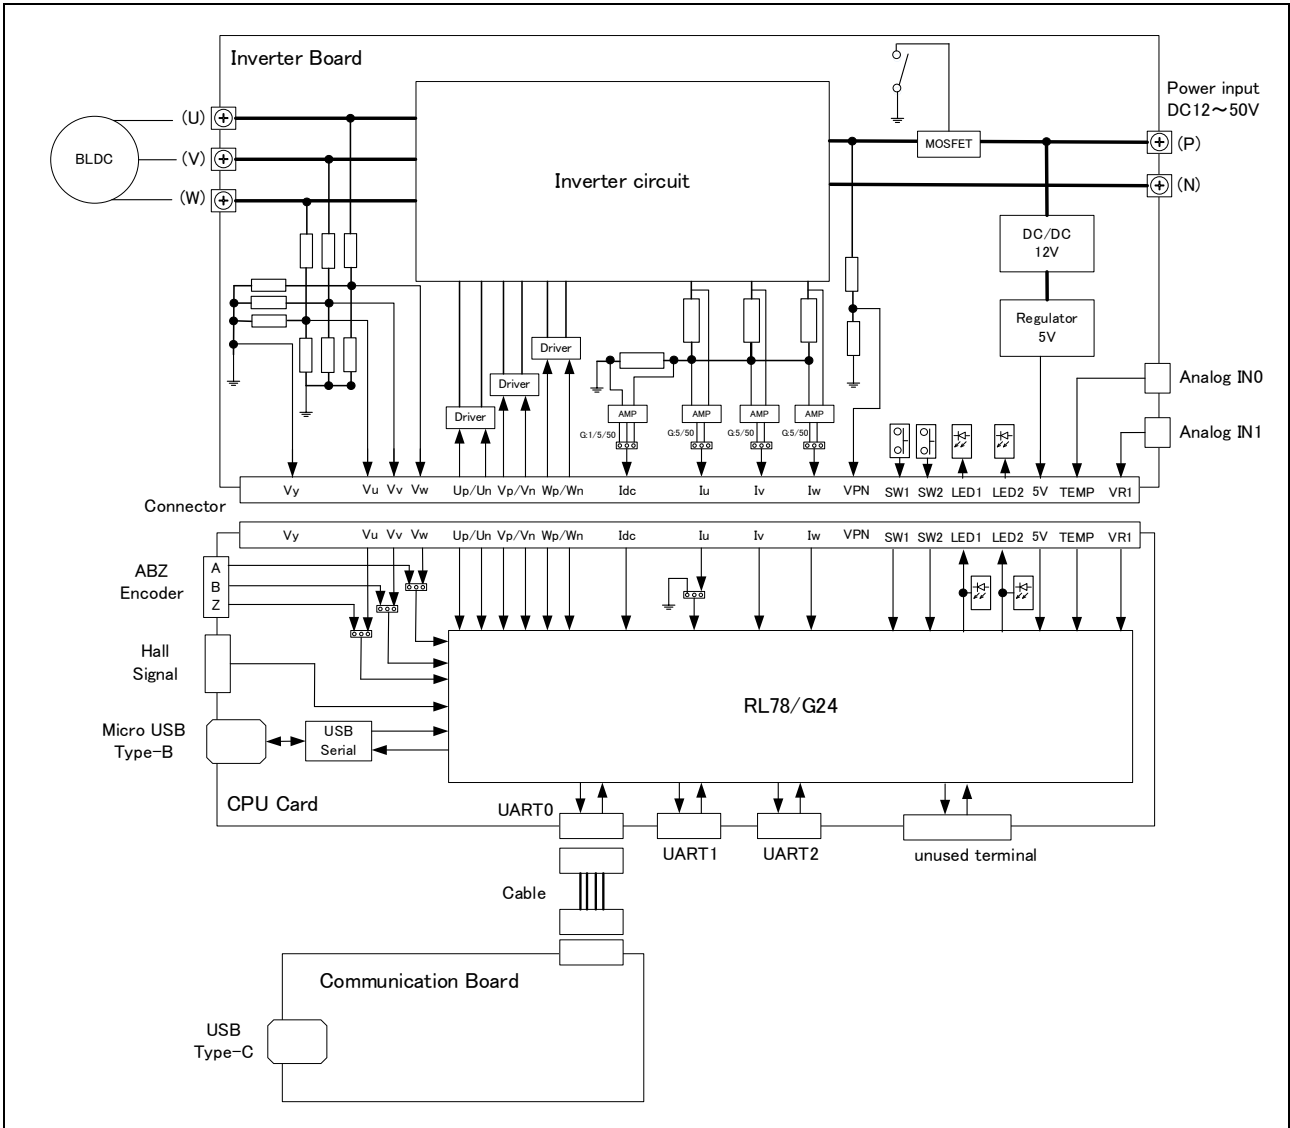 Inverter Board
Power input
DC12～50V
(U)
(V)
(W)
BLDC
MOSFET
(P)
(N)
Inverter circuit
DC/DC
12V
Regulator
5V
Driver
Driver
Driver
AMP
AMP
AMP
AMP
G:1/5/50
G:5/50
G:5/50
G:5/50
Analog IN0
Analog IN1
Connector
Vy Vu Vv Vw Up/Un Vp/Vn Wp/Wn Idc Iu Iv Iw VPN SW1 SW2 LED1 LED2 5V TEMP VR1
Vy Vu Vv Vw Up/Un Vp/Vn Wp/Wn Idc Iu Iv Iw VPN SW1 SW2 LED1 LED2 5V TEMP VR1
ABZ
Encoder
A
B
Z
Hall
Signal
Micro USB
Type-B
USB
Serial
RL78/G24
CPU Card
UART0
UART1
UART2
unused terminal
Cable
Communication Board
USB
Type-C